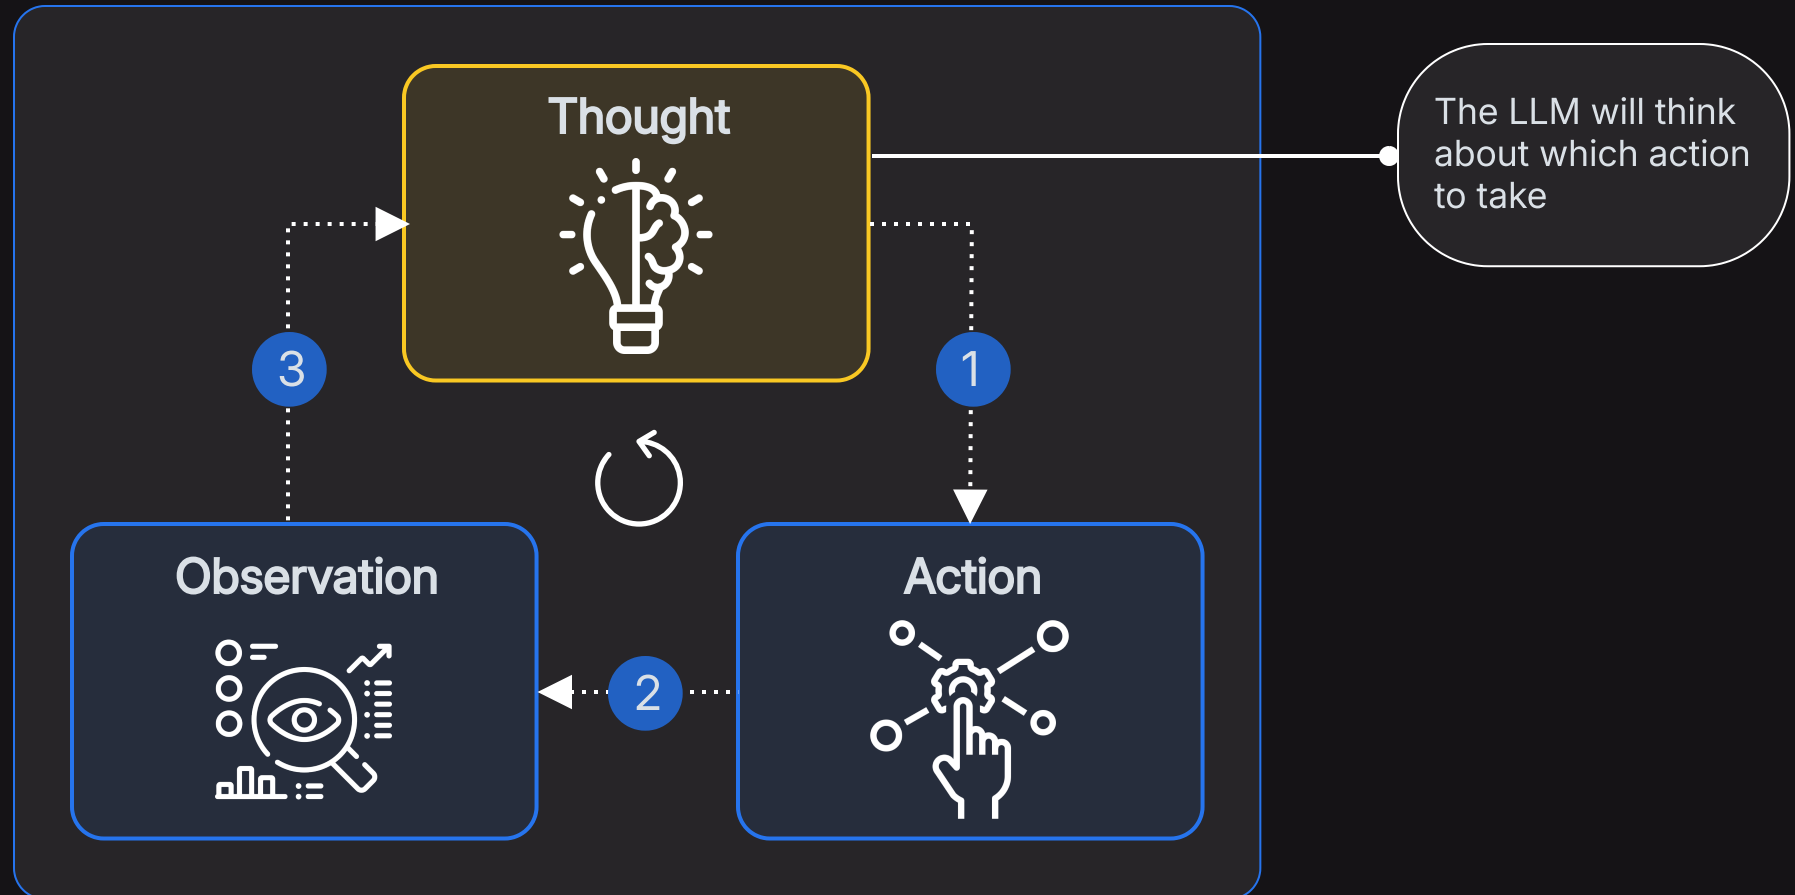 Thought
The LLM will think
about which action
to take
3
1
Observation
Action
2